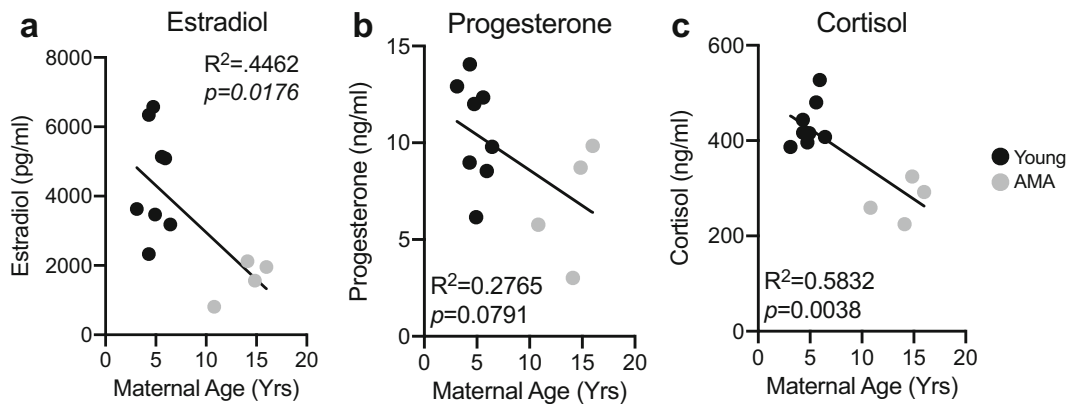 a
Estradiol
R²=.4462
p=0.0176
8000
6000
4000
2000
0
Estradiol (pg/ml)
0 5 10 15 20
Maternal Age (Yrs)
b
Progesterone
15
10
5
0
Progesterone (ng/ml)
R²=0.2765
p=0.0791
0 5 10 15 20
Maternal Age (Yrs)
c
Cortisol
600
400
200
0
Cortisol (ng/ml)
R²=0.5832
p=0.0038
0 5 10 15 20
Maternal Age (Yrs)
Young
AMA